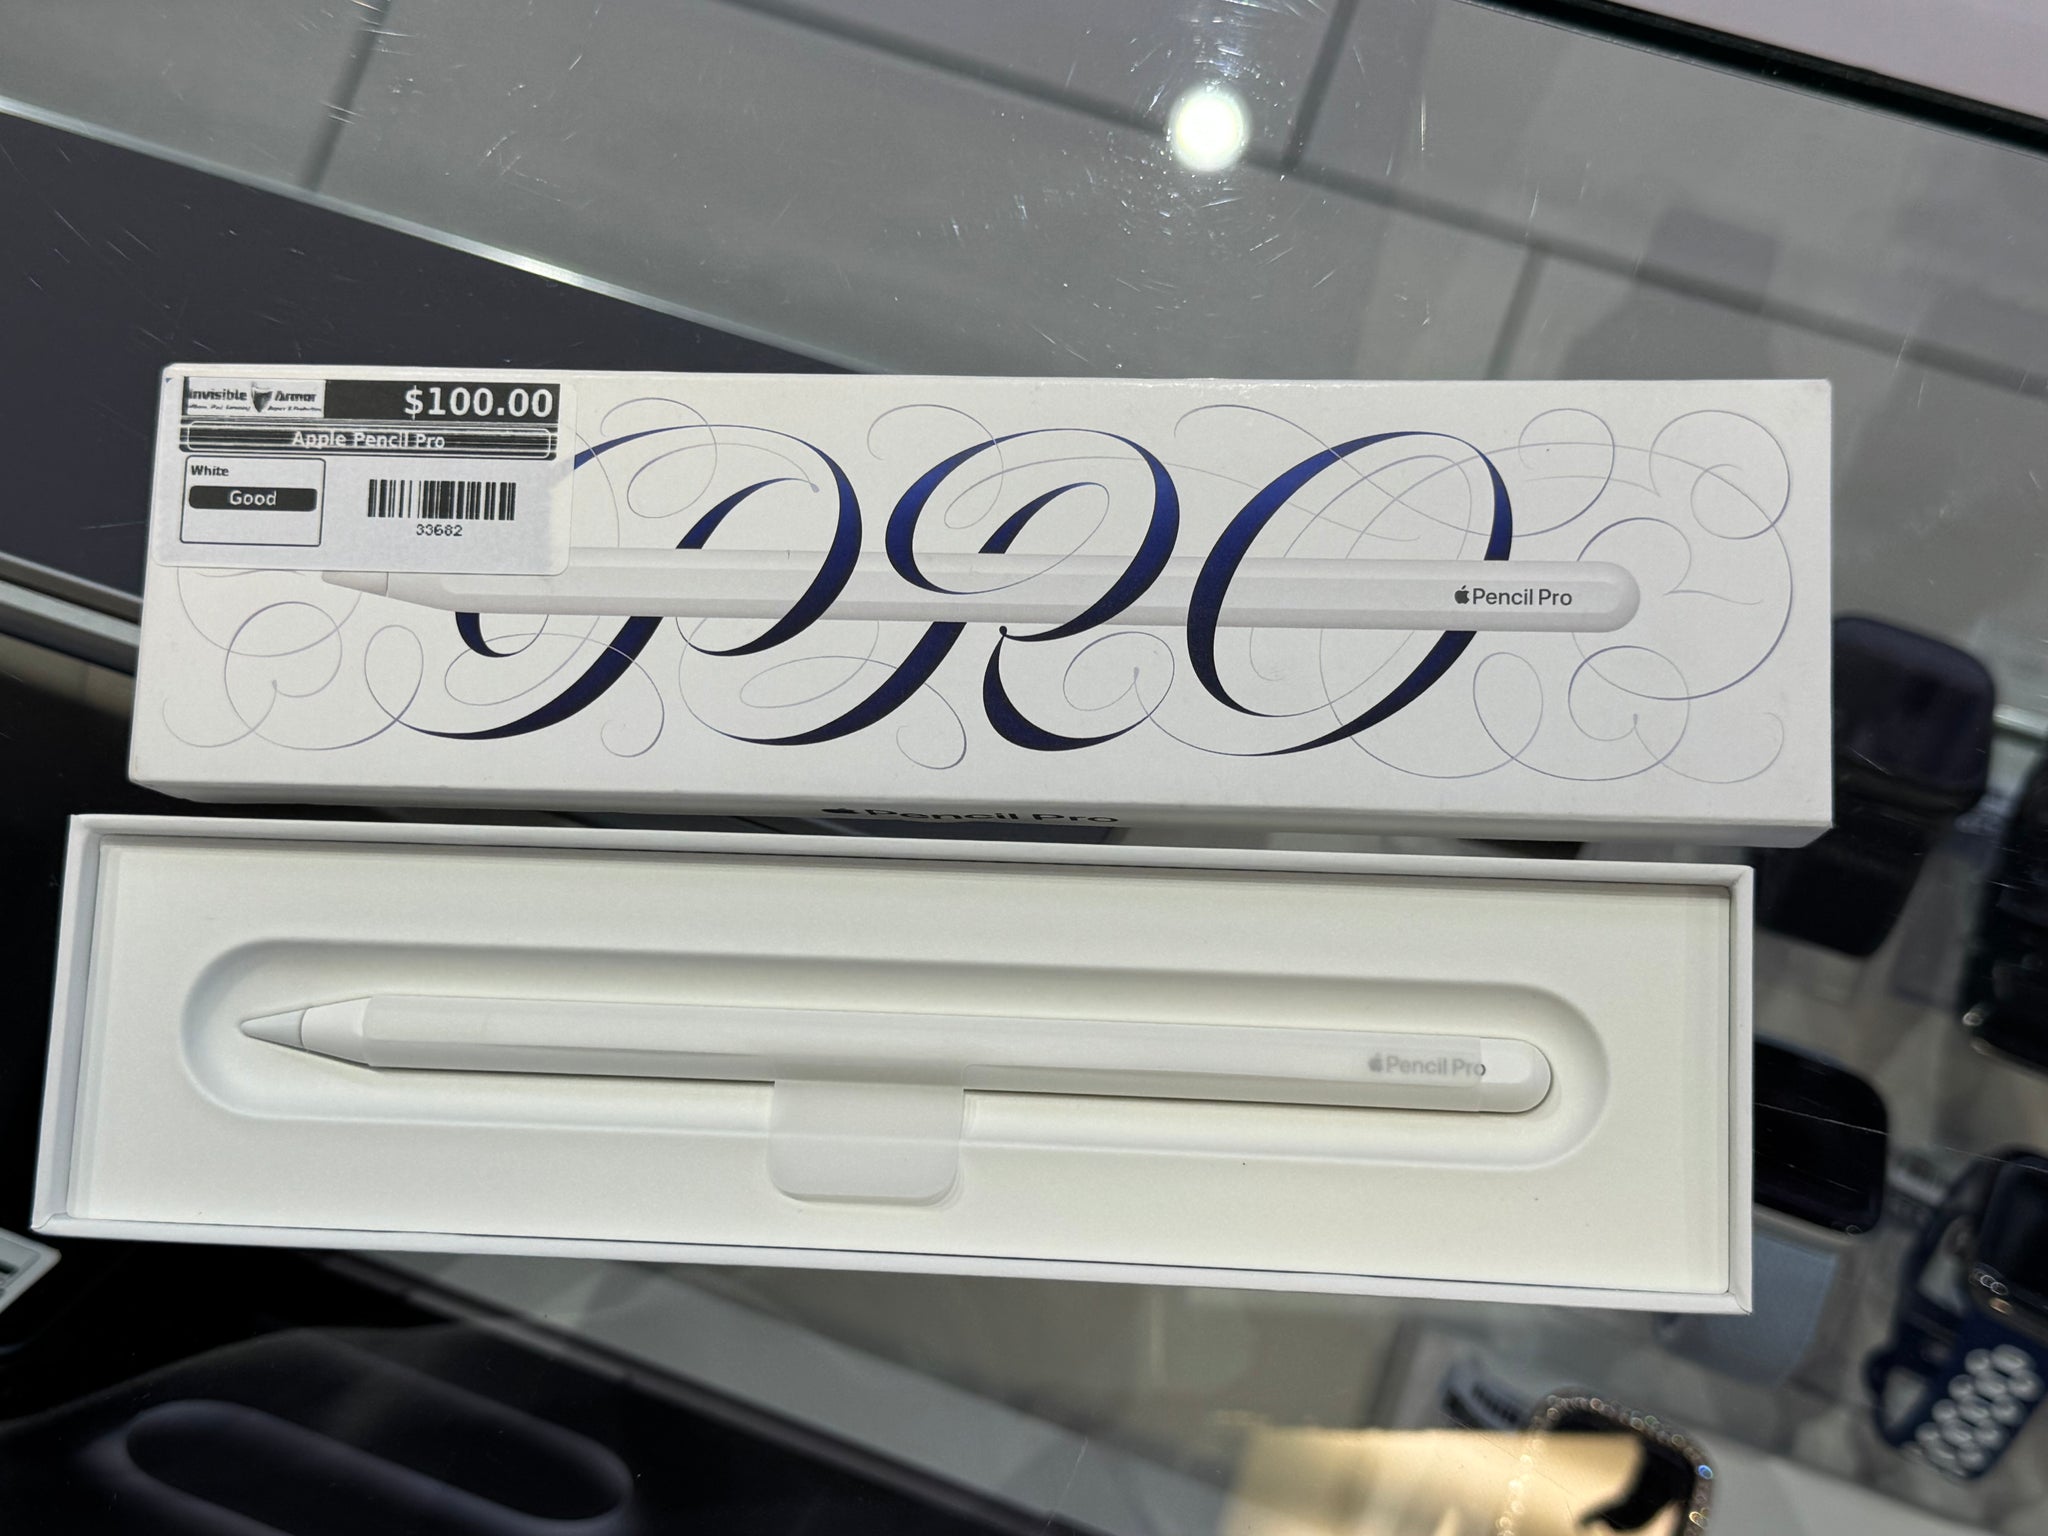 Invisible Armor
$100.00
Apple Pencil Pro
White
Good
33682
PRO
Pencil Pro
Pencil Pro
Pencil Pro